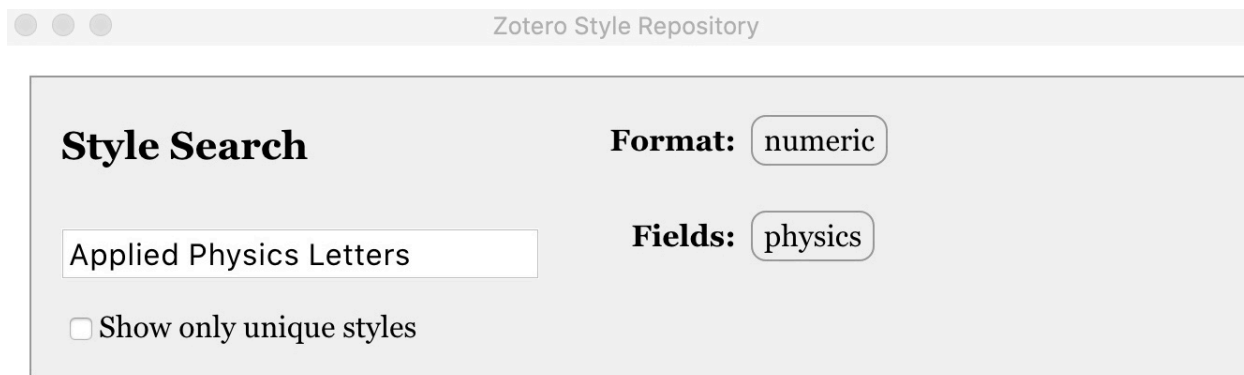 Zotero Style Repository
Style Search
Format: numeric
Fields: physics
Applied Physics Letters
Show only unique styles